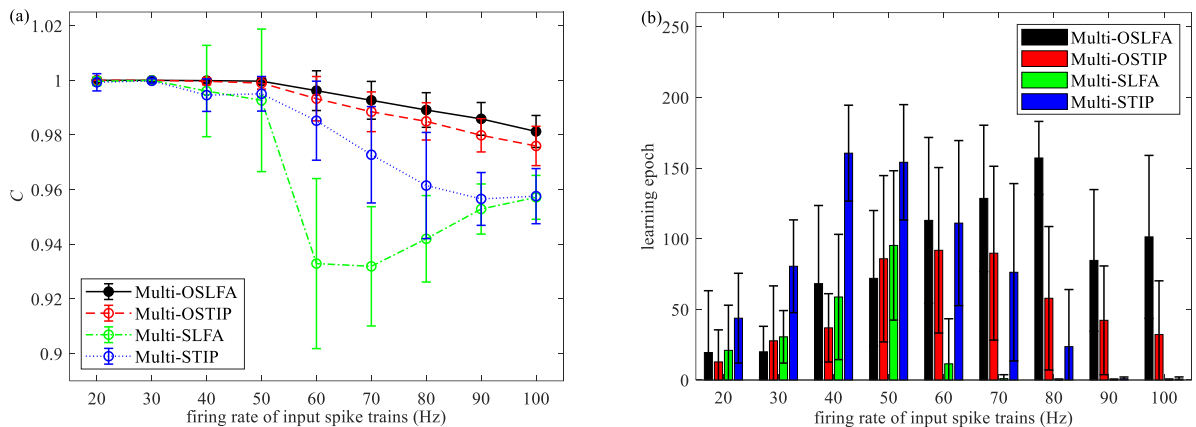 (a)
1.02
1
0.98
0.96
0.94
0.92
0.9
C
Multi-OSLFA
Multi-OSTIP
Multi-SLFA
Multi-STIP
20 30 40 50 60 70 80 90 100
firing rate of input spike trains (Hz)
(b)
250
200
150
100
50
0
learning epoch
Multi-OSLFA
Multi-OSTIP
Multi-SLFA
Multi-STIP
20 30 40 50 60 70 80 90 100
firing rate of input spike trains (Hz)